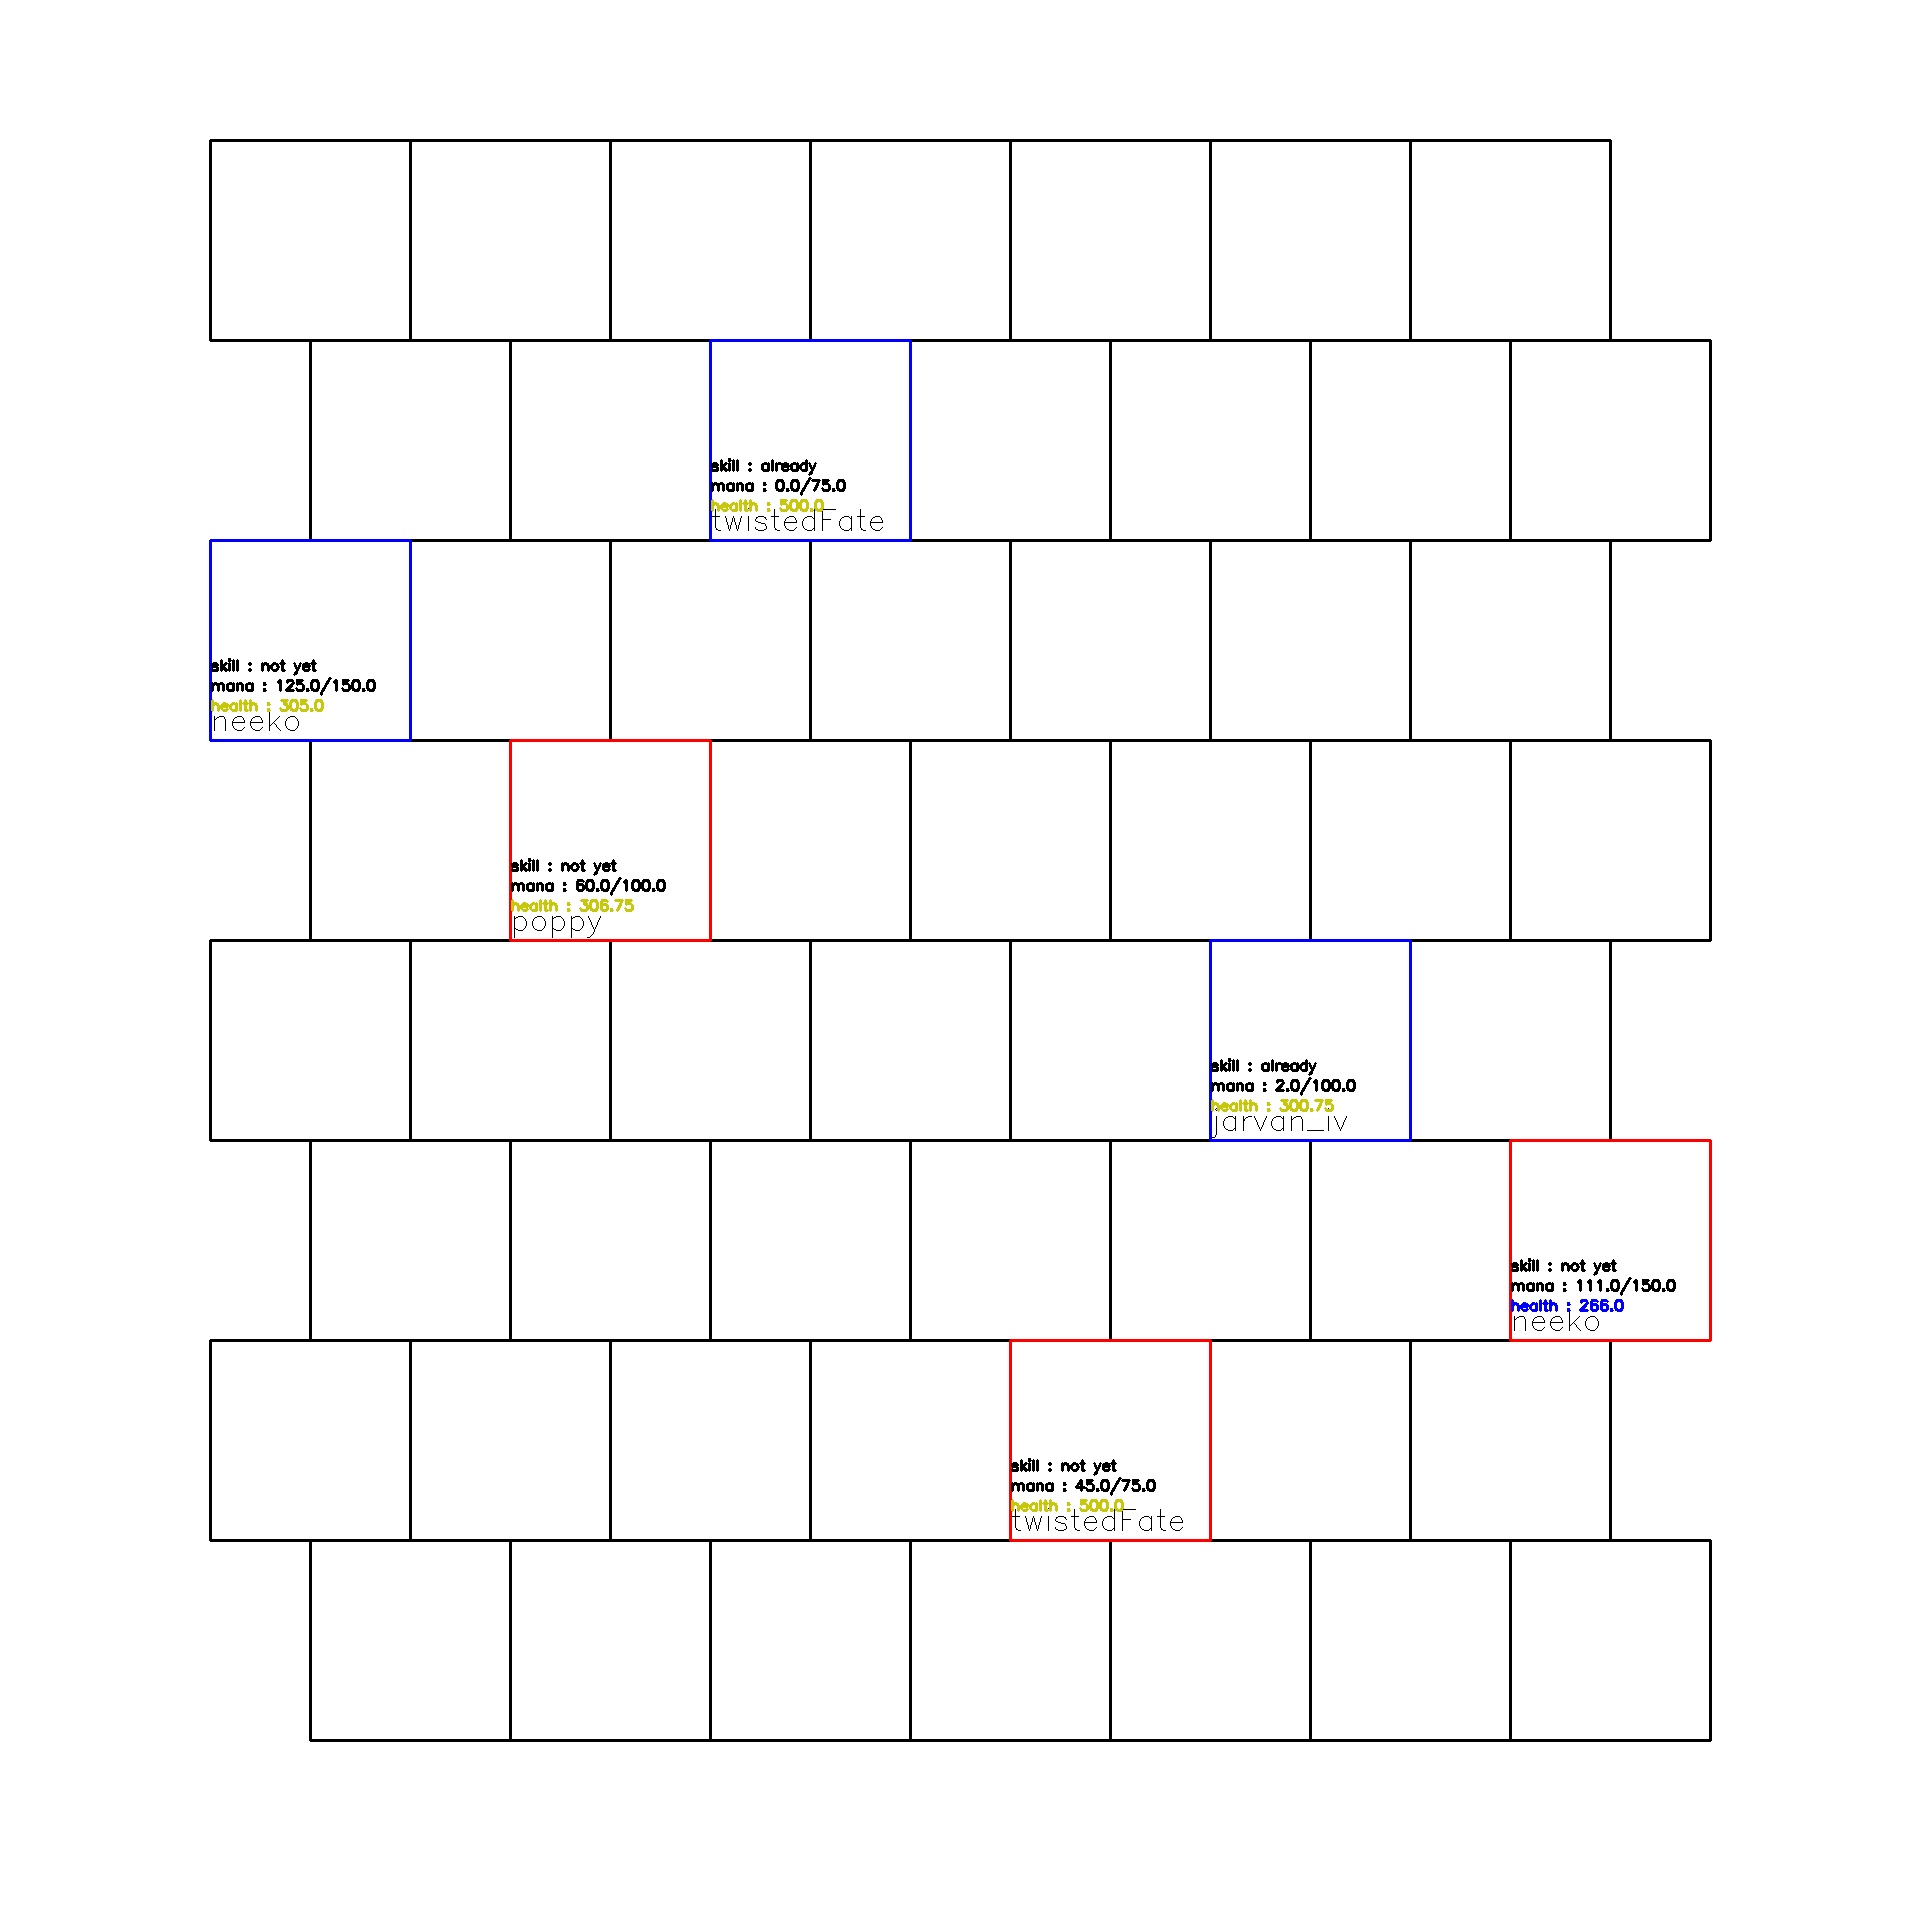 skill : already
mana : 0.0/75.0
health : 500.0
twistedFate
skill : not yet
mana : 125.0/150.0
health : 305.0
neeko
skill : not yet
mana : 60.0/100.0
health : 306.75
poppy
skill : already
mana : 2.0/100.0
health : 300.75
jarvan_iv
skill : not yet
mana : 111.0/150.0
health : 266.0
neeko
skill : not yet
mana : 45.0/75.0
health : 500.0
twistedFate